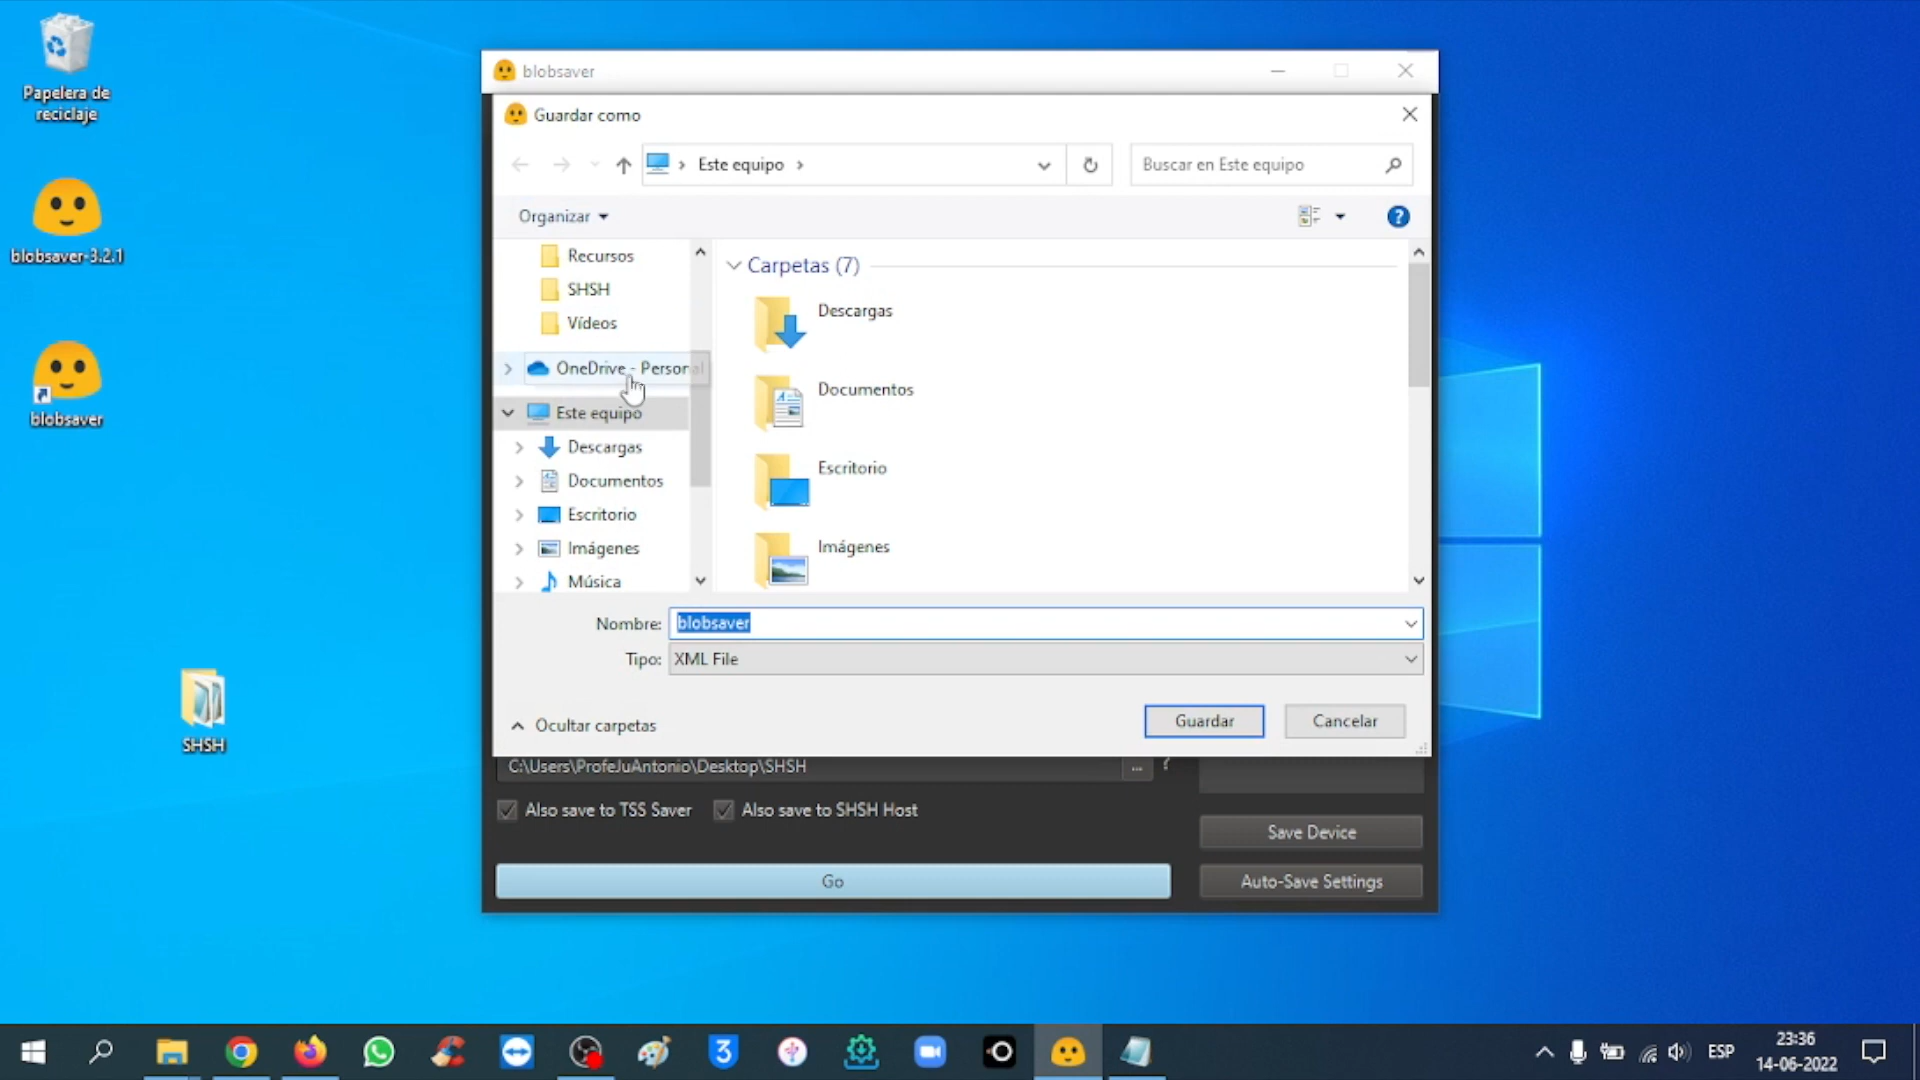 Papelera de
reciclaje
blobsaver-3.2.1
blobsaver
SHSH
blobsaver
Guardar como
Este equipo
Buscar en Este equipo
Organizar
Recursos
SHSH
Vídeos
OneDrive - Personal
Este equipo
Descargas
Documentos
Escritorio
Imágenes
Música
Carpetas (7)
Descargas
Documentos
Escritorio
Imágenes
Nombre: blobsaver
Tipo: XML File
Ocultar carpetas
Guardar
Cancelar
C:\Users\ProfeJuAntonio\Desktop\SHSH
... ?
Also save to TSS Saver
Also save to SHSH Host
Save Device
Go
Auto-Save Settings
3
ESP
23:36
14-06-2022